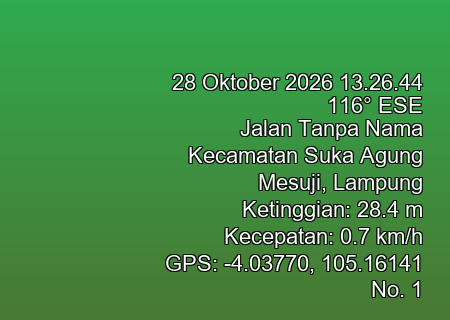 28 Oktober 2026 13.26.44
116° ESE
Jalan Tanpa Nama
Kecamatan Suka Agung
Mesuji, Lampung
Ketinggian: 28.4 m
Kecepatan: 0.7 km/h
GPS: -4.03770, 105.16141
No. 1